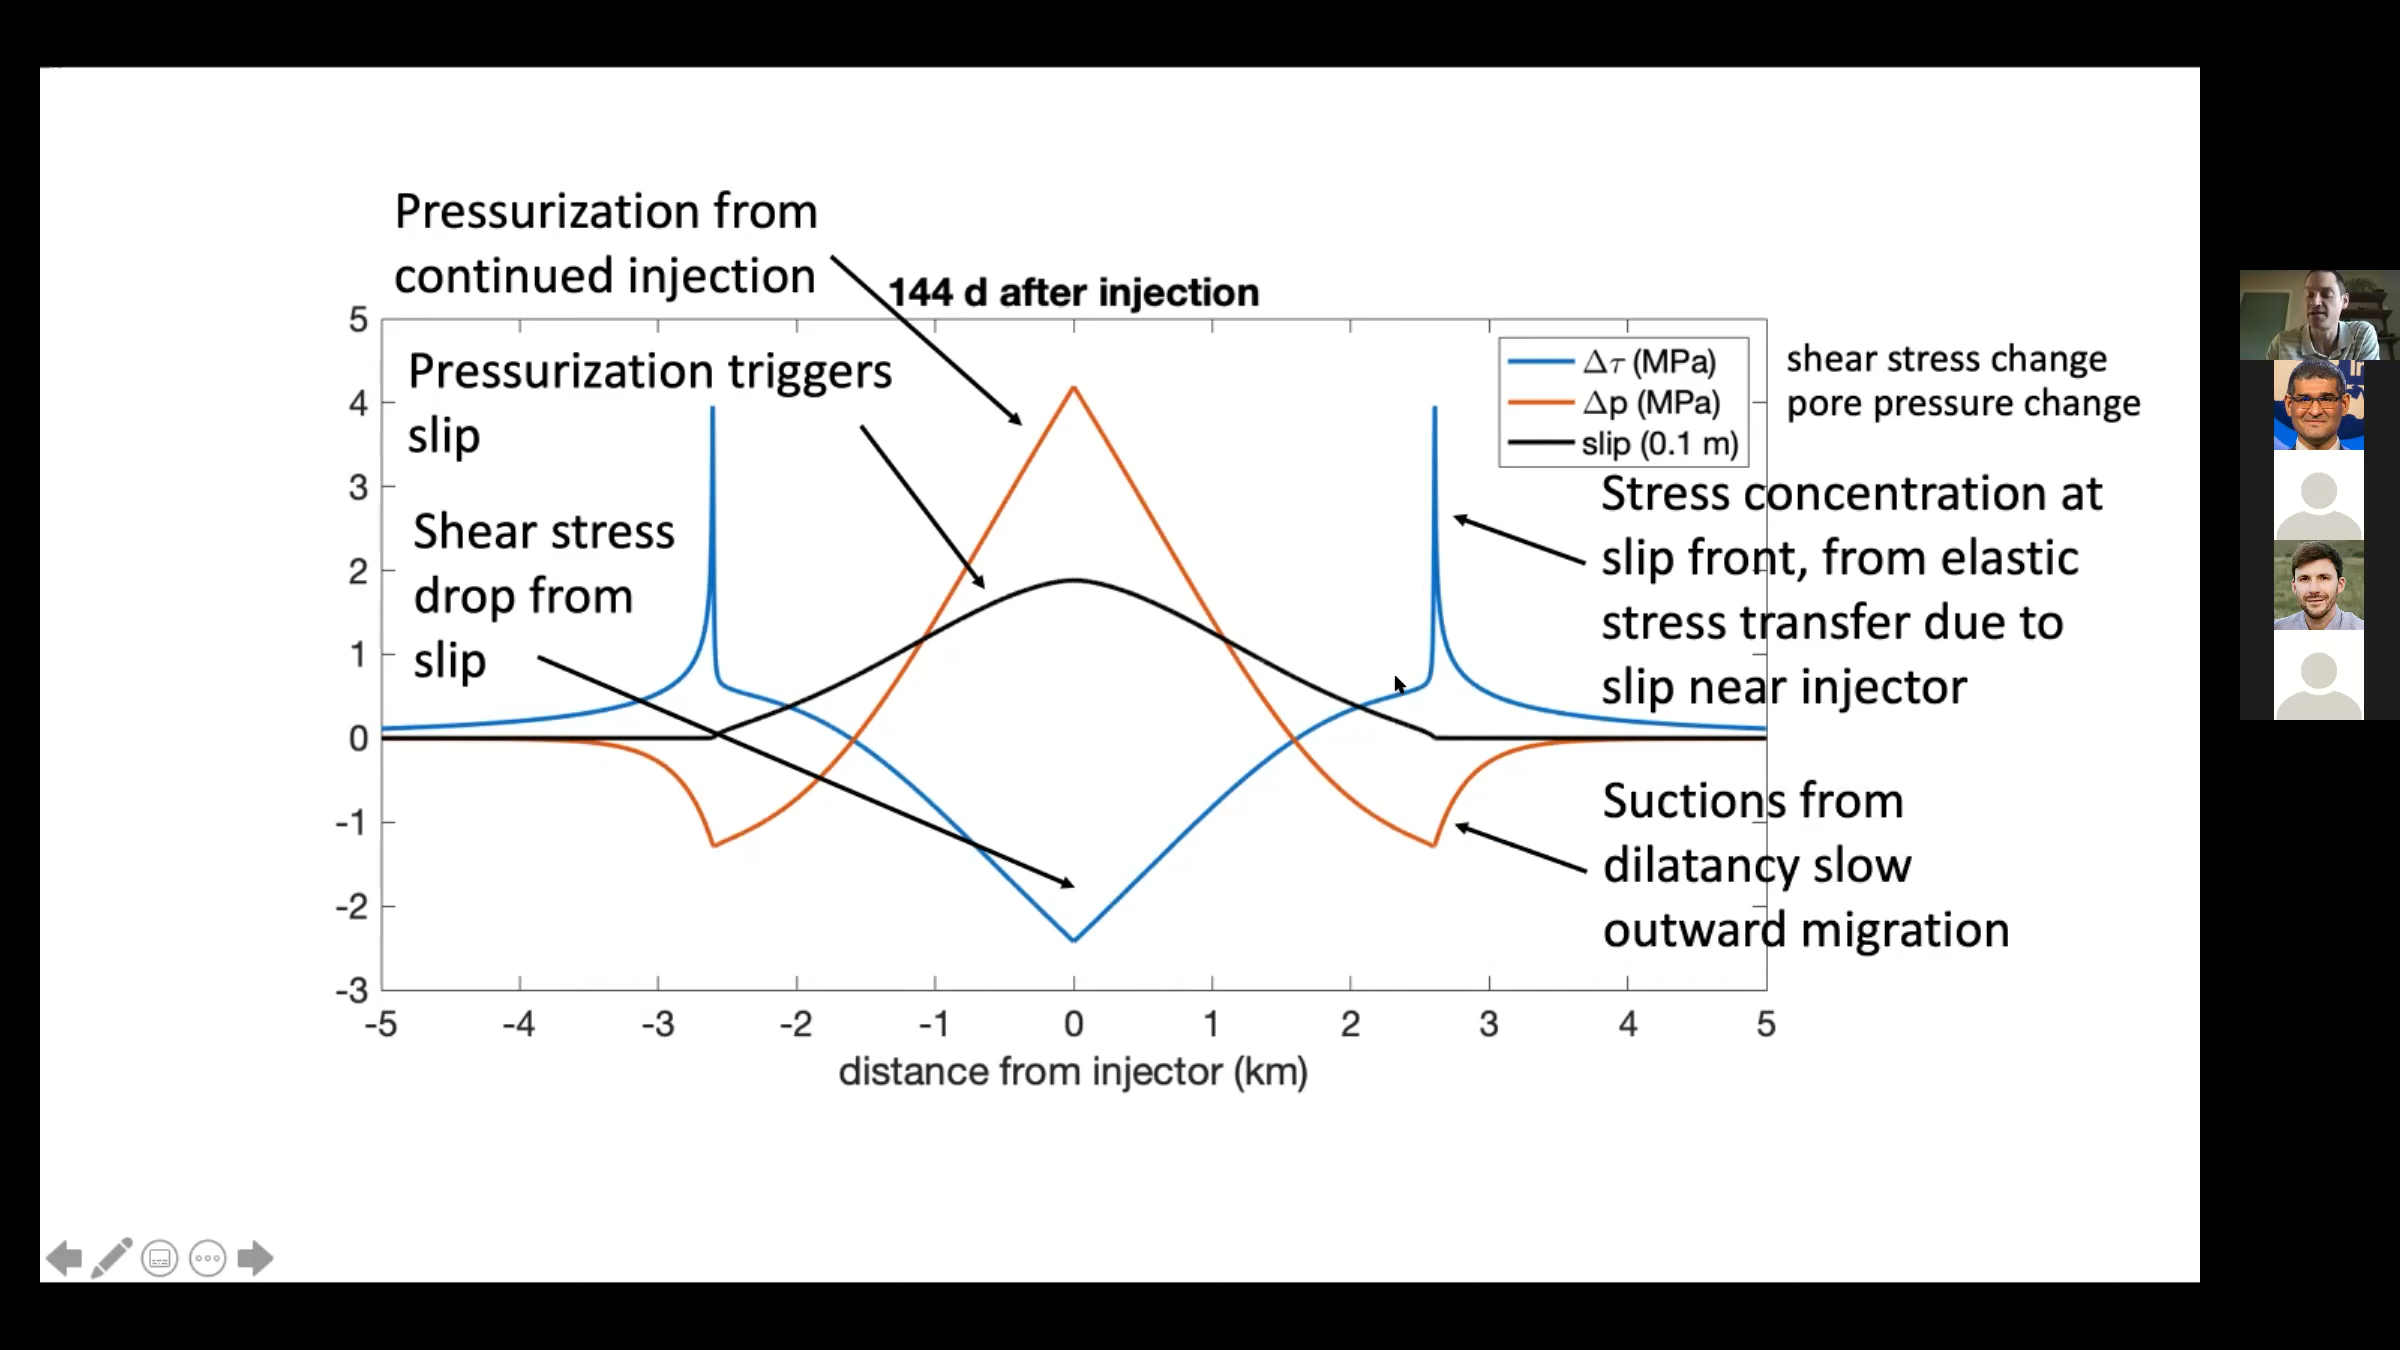 Pressurization from
continued injection
144 d after injection
Pressurization triggers
slip
Shear stress
drop from
slip
Δτ (MPa)
Δp (MPa)
slip (0.1 m)
shear stress change
pore pressure change
Stress concentration at
slip front, from elastic
stress transfer due to
slip near injector
Suctions from
dilatancy slow
outward migration
5
4
3
2
1
0
-1
-2
-3
-5 -4 -3 -2 -1 0 1 2 3 4 5
distance from injector (km)